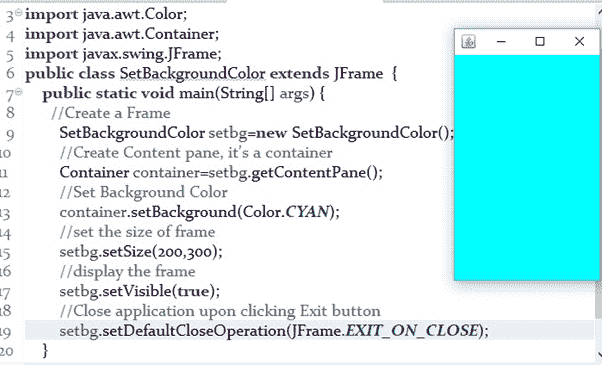 3 import java.awt.Color;
4 import java.awt.Container;
5 import javax.swing.JFrame;
6 public class SetBackgroundColor extends JFrame {
7 public static void main(String[] args) {
8 //Create a Frame
9 SetBackgroundColor setbg=new SetBackgroundColor();
10 //Create Content pane, it's a container
11 Container container=setbg.getContentPane();
12 //Set Background Color
13 container.setBackground(Color.CYAN);
14 //set the size of frame
15 setbg.setSize(200,300);
16 //display the frame
17 setbg.setVisible(true);
18 //Close application upon clicking Exit button
19 setbg.setDefaultCloseOperation(JFrame.EXIT_ON_CLOSE);
20 }